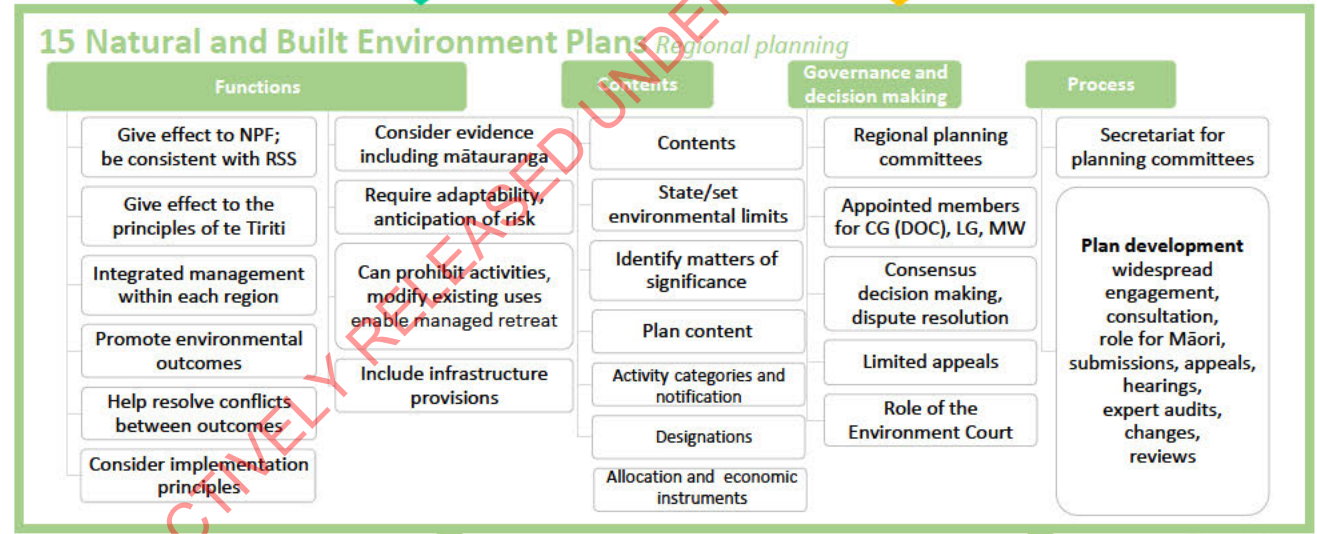 15 Natural and Built Environment Plans Regional planning
Functions
Give effect to NPF;
be consistent with RSS
Give effect to the
principles of te Tiriti
Integrated management
within each region
Promote environmental
outcomes
Help resolve conflicts
between outcomes
Consider implementation
principles
Consider evidence
including mātauranga
Require adaptability,
anticipation of risk
Can prohibit activities,
modify existing uses
enable managed retreat
Include infrastructure
provisions
Contents
Contents
State/set
environmental limits
Identify matters of
significance
Plan content
Activity categories and
notification
Designations
Allocation and economic
instruments
Governance and
decision making
Regional planning
committees
Appointed members
for CG (DOC), LG, MW
Consensus
decision making,
dispute resolution
Limited appeals
Role of the
Environment Court
Process
Secretariat for
planning committees
Plan development
widespread
engagement,
consultation,
role for Māori,
submissions, appeals,
hearings,
expert audits,
changes,
reviews
CTIVELY RELEASED UNDER